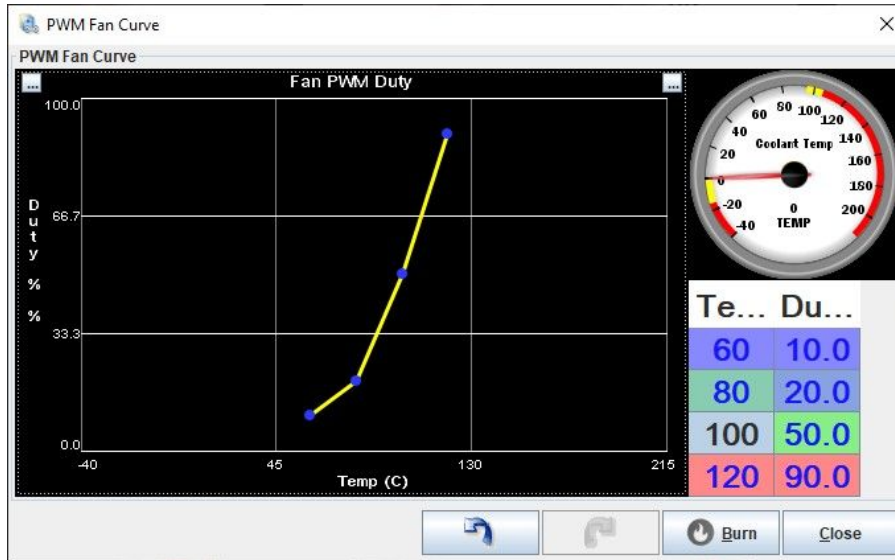 PWM Fan Curve
PWM Fan Curve
...
Fan PWM Duty
...
100.0
66.7
33.3
0.0
Duty % %
-40
45
130
215
Temp (C)
-40
-20
0
20
40
60
80
100
120
140
160
180
200
Coolant Temp
0
TEMP
Te... Du...
60 10.0
80 20.0
100 50.0
120 90.0
Burn
Close